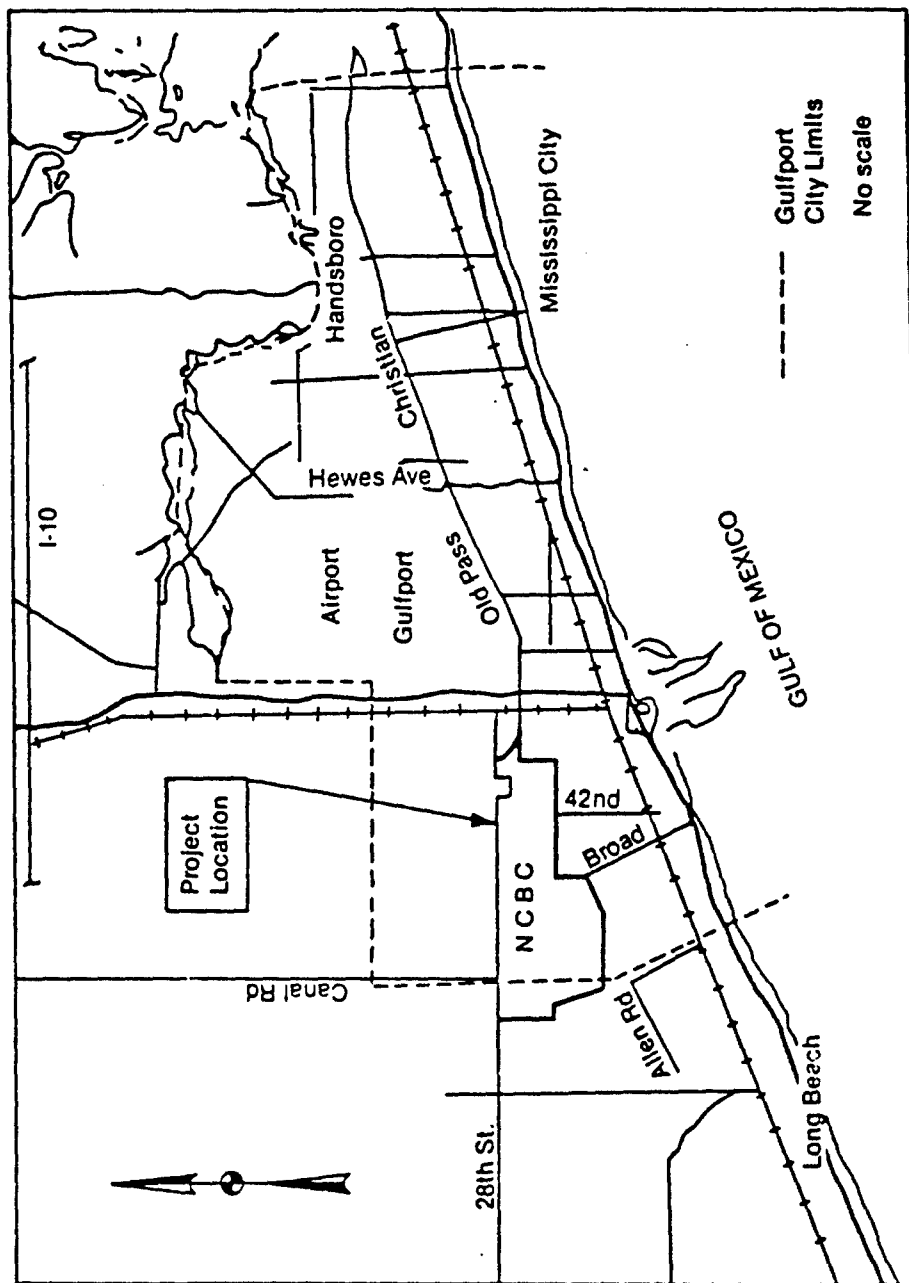 I-10
Project
Location
Canal Rd
28th St.
NCBC
42nd
Broad
Allen Rd
Long Beach
Airport
Gulfport
Hewes Ave
Handsboro
Old Pass
Christian
Mississippi City
GULF OF MEXICO
Gulfport
City Limits
No scale